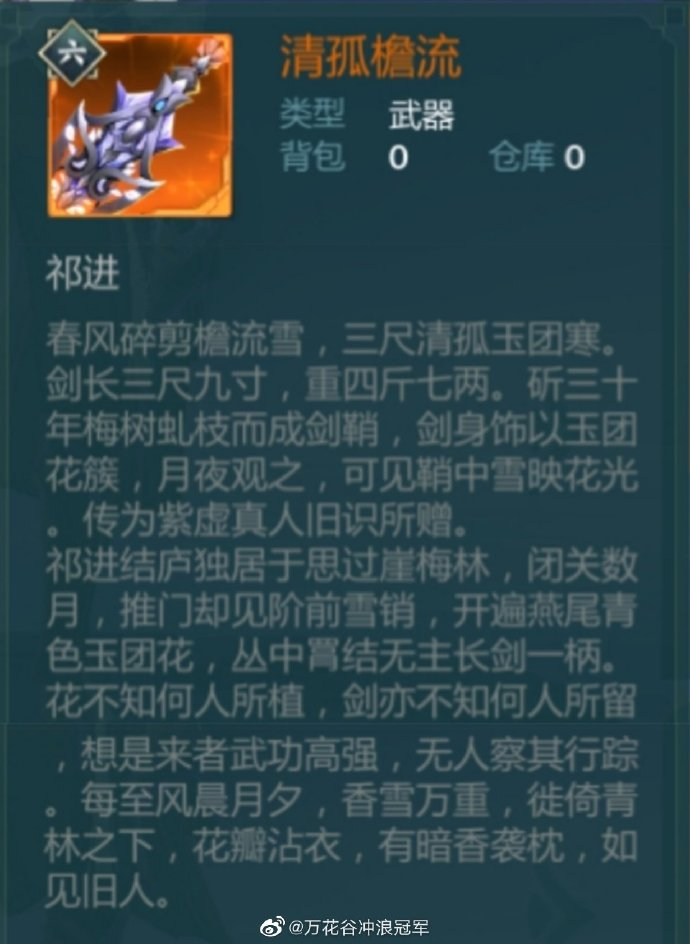 六
清孤檐流
类型 武器
背包 0 仓库 0
祁进
春风碎剪檐流雪，三尺清孤玉团寒。
剑长三尺九寸，重四斤七两。斫三十
年梅树虬枝而成剑鞘，剑身饰以玉团
花簇，月夜观之，可见鞘中雪映花光
。传为紫虚真人旧识所赠。
祁进结庐独居于思过崖梅林，闭关数
月，推门却见阶前雪销，开遍燕尾青
色玉团花，丛中罥结无主长剑一柄。
花不知何人所植，剑亦不知何人所留
，想是来者武功高强，无人察其行踪
。每至风晨月夕，香雪万重，徙倚青
林之下，花瓣沾衣，有暗香袭枕，如
见旧人。
@万花谷冲浪冠军